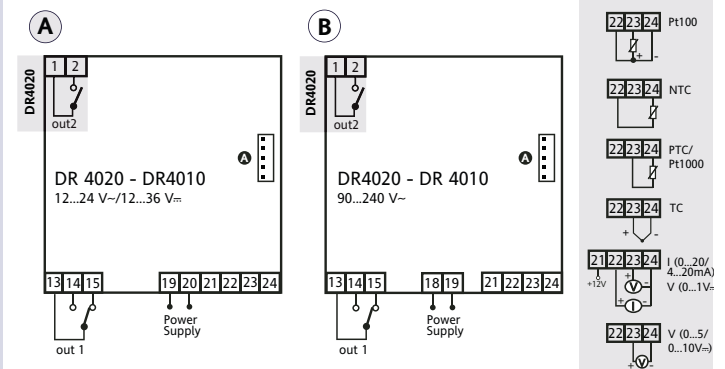 A
DR4020
1 2
out2
A
DR 4020 - DR4010
12...24 V~/12...36 V⎓
13 14 15 19 20 21 22 23 24
Power
Supply
out 1
B
DR4020
1 2
out2
A
DR4020 - DR 4010
90...240 V~
13 14 15 18 19 21 22 23 24
Power
Supply
out 1
22 23 24 Pt100
+ -
22 23 24 NTC
22 23 24 PTC/
Pt1000
22 23 24 TC
+ -
21 22 23 24 I (0...20/
4...20mA)
+12V
V (0...1V⎓
+ V -
+ I -
22 23 24 V (0...5/
0...10V⎓)
+ V -